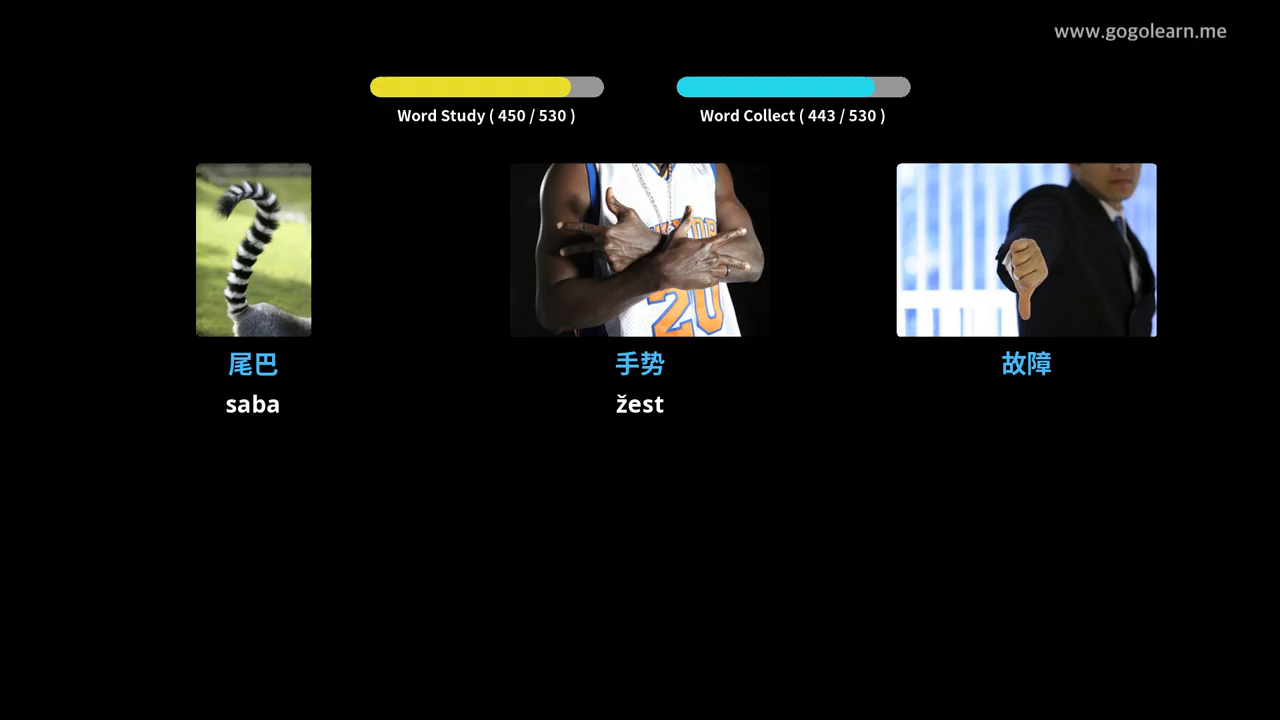 www.gogolearn.me
Word Study ( 450 / 530 )
Word Collect ( 443 / 530 )
20
尾巴
手势
故障
saba
žest